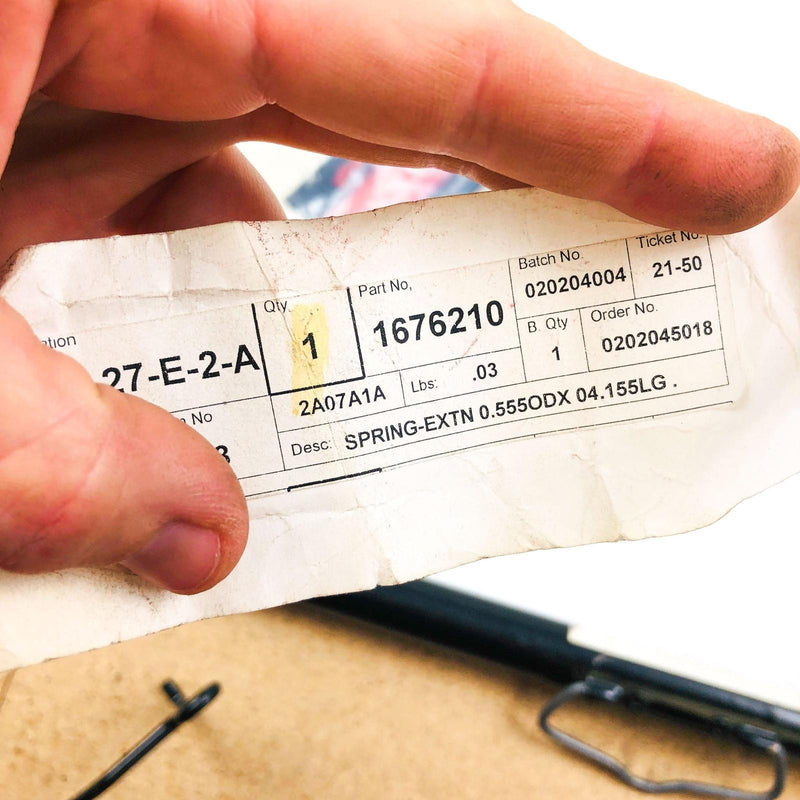 Qty
Part No,
Batch No.
Ticket No.
27-E-2-A
1
1676210
020204004
21-50
B. Qty
Order No.
1
0202045018
No
2A07A1A
Lbs:
.03
Desc:
SPRING-EXTN 0.555ODX 04.155LG .